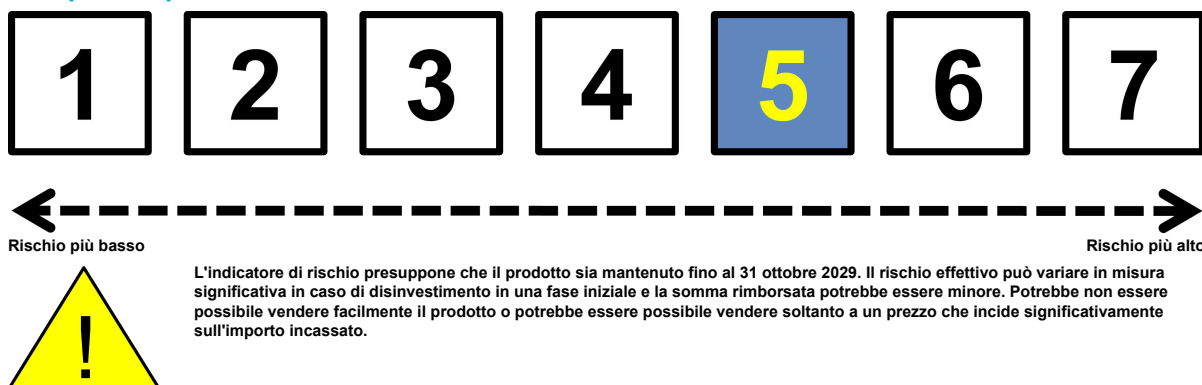 1 2 3 4 5 6 7
Rischio più basso Rischio più alto
L'indicatore di rischio presuppone che il prodotto sia mantenuto fino al 31 ottobre 2029. Il rischio effettivo può variare in misura
significativa in caso di disinvestimento in una fase iniziale e la somma rimborsata potrebbe essere minore. Potrebbe non essere
possibile vendere facilmente il prodotto o potrebbe essere possibile vendere soltanto a un prezzo che incide significativamente
sull'importo incassato.
!